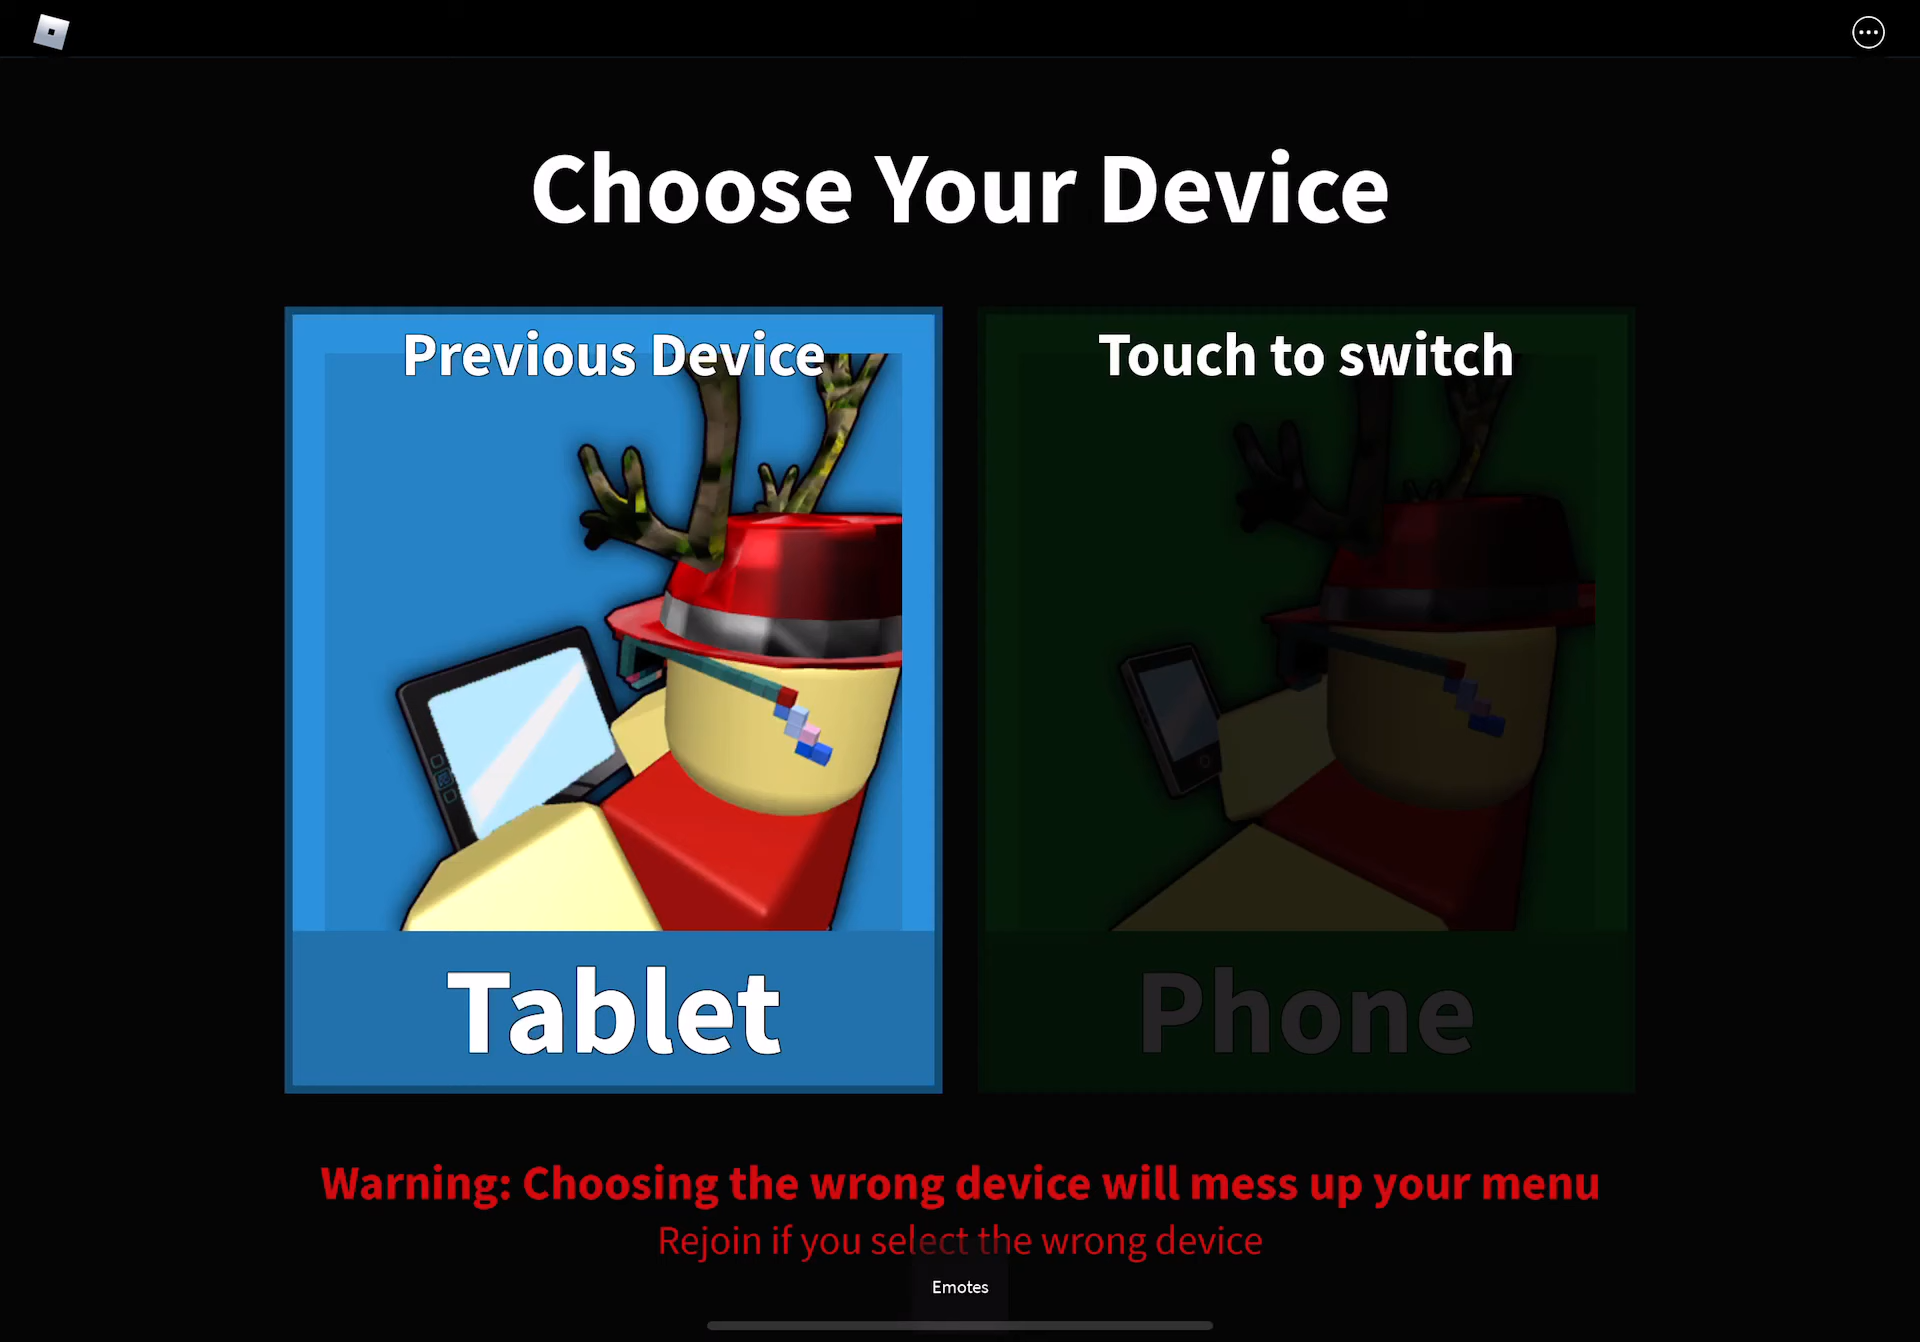 Choose Your Device
Previous Device
Tablet
Touch to switch
Phone
Warning: Choosing the wrong device will mess up your menu
Rejoin if you select the wrong device
Emotes